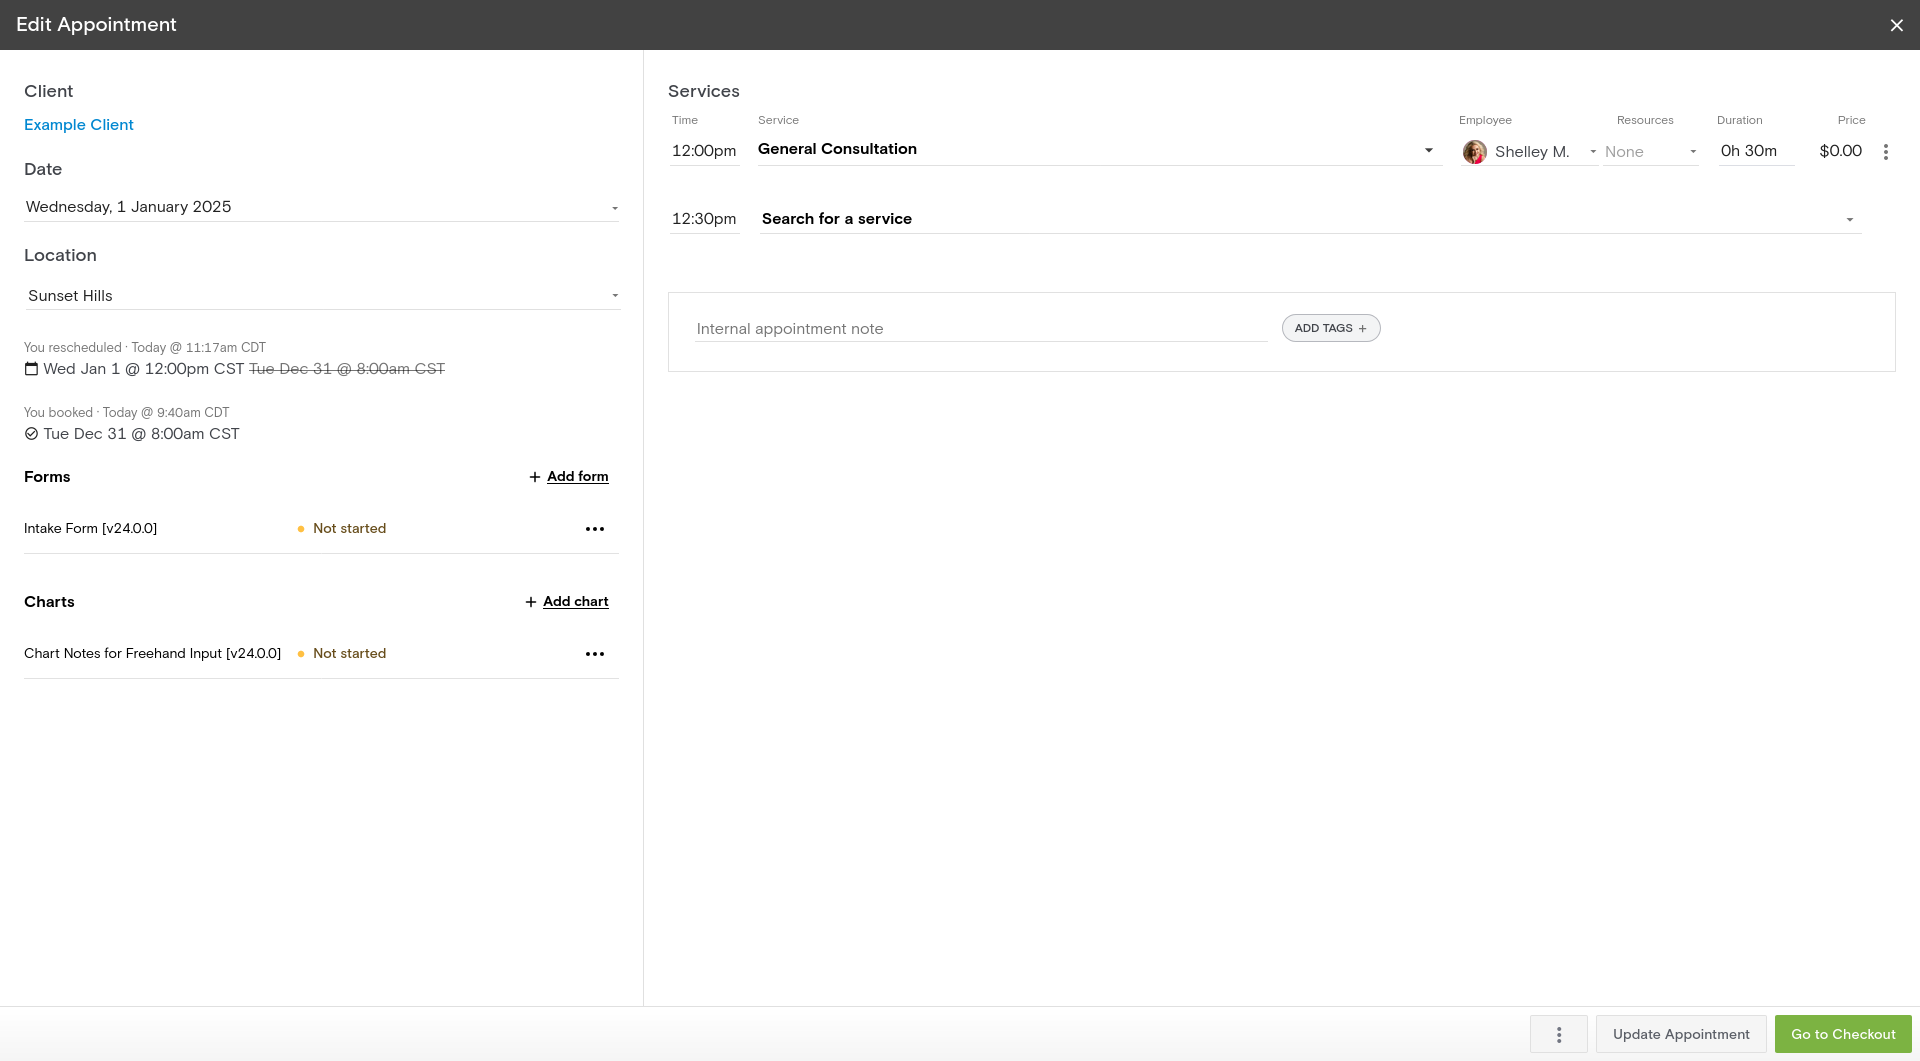 Edit Appointment
Client
Example Client
Date
Wednesday, 1 January 2025
Location
Sunset Hills
You rescheduled · Today @ 11:17am CDT
Wed Jan 1 @ 12:00pm CST Tue Dec 31 @ 8:00am CST
You booked · Today @ 9:40am CDT
Tue Dec 31 @ 8:00am CST
Forms
+ Add form
Intake Form [v24.0.0]
Not started
Charts
+ Add chart
Chart Notes for Freehand Input [v24.0.0]
Not started
Services
Time Service Employee Resources Duration Price
12:00pm General Consultation Shelley M. None 0h 30m $0.00
12:30pm Search for a service
Internal appointment note
ADD TAGS +
Update Appointment
Go to Checkout